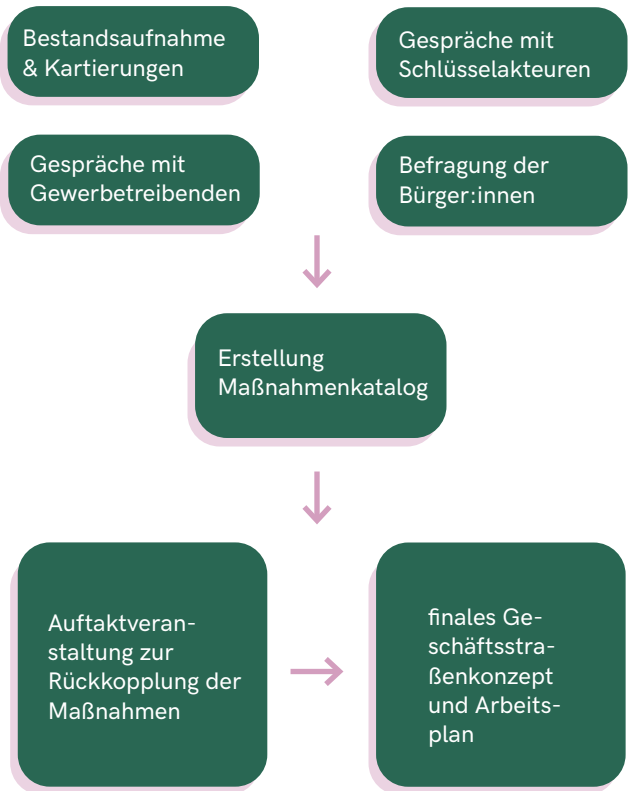 Bestandsaufnahme
& Kartierungen
Gespräche mit
Schlüsselakteuren
Gespräche mit
Gewerbetreibenden
Befragung der
Bürger:innen
Erstellung
Maßnahmenkatalog
Auftaktveran-
staltung zur
Rückkopplung der
Maßnahmen
finales Ge-
schäftsstra-
ßenkonzept
und Arbeits-
plan